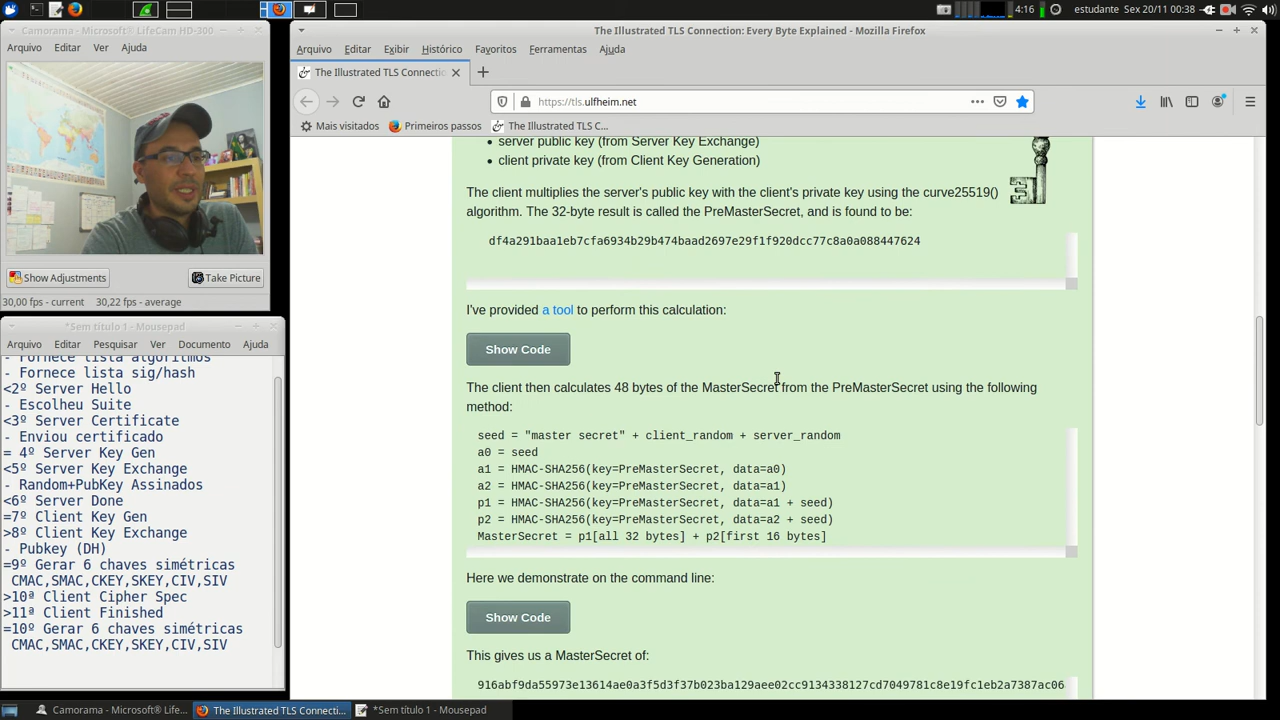 4:16
estudante
Sex 20/11 00:38
Camorama - Microsoft® LifeCam HD-300
Arquivo Editar Ver Ajuda
Show Adjustments
Take Picture
30,00 fps - current 30,22 fps - average
*Sem título 1 - Mousepad
Arquivo Editar Pesquisar Ver Documento Ajuda
- Fornece lista algoritmos
- Fornece lista sig/hash
<2º Server Hello
- Escolheu Suite
<3º Server Certificate
- Enviou certificado
= 4º Server Key Gen
<5º Server Key Exchange
- Random+PubKey Assinados
<6º Server Done
=7º Client Key Gen
>8º Client Key Exchange
- Pubkey (DH)
=9º Gerar 6 chaves simétricas
CMAC,SMAC,CKEY,SKEY,CIV,SIV
>10ª Client Cipher Spec
>11ª Client Finished
=10º Gerar 6 chaves simétricas
CMAC,SMAC,CKEY,SKEY,CIV,SIV
The Illustrated TLS Connection: Every Byte Explained - Mozilla Firefox
Arquivo Editar Exibir Histórico Favoritos Ferramentas Ajuda
The Illustrated TLS Connectic
https://tls.ulfheim.net
Mais visitados Primeiros passos The Illustrated TLS C...
server public key (from Server Key Exchange)
client private key (from Client Key Generation)
The client multiplies the server's public key with the client's private key using the curve25519()
algorithm. The 32-byte result is called the PreMasterSecret, and is found to be:
df4a291baa1eb7cfa6934b29b474baad2697e29f1f920dcc77c8a0a088447624
I've provided a tool to perform this calculation:
Show Code
The client then calculates 48 bytes of the MasterSecret from the PreMasterSecret using the following
method:
seed = "master secret" + client_random + server_random
a0 = seed
a1 = HMAC-SHA256(key=PreMasterSecret, data=a0)
a2 = HMAC-SHA256(key=PreMasterSecret, data=a1)
p1 = HMAC-SHA256(key=PreMasterSecret, data=a1 + seed)
p2 = HMAC-SHA256(key=PreMasterSecret, data=a2 + seed)
MasterSecret = p1[all 32 bytes] + p2[first 16 bytes]
Here we demonstrate on the command line:
Show Code
This gives us a MasterSecret of:
916abf9da55973e13614ae0a3f5d3f37b023ba129aee02cc9134338127cd7049781c8e19fc1eb2a7387ac06
Camorama - Microsoft® LifeCa...
The Illustrated TLS Connecti...
*Sem título 1 - Mousepad